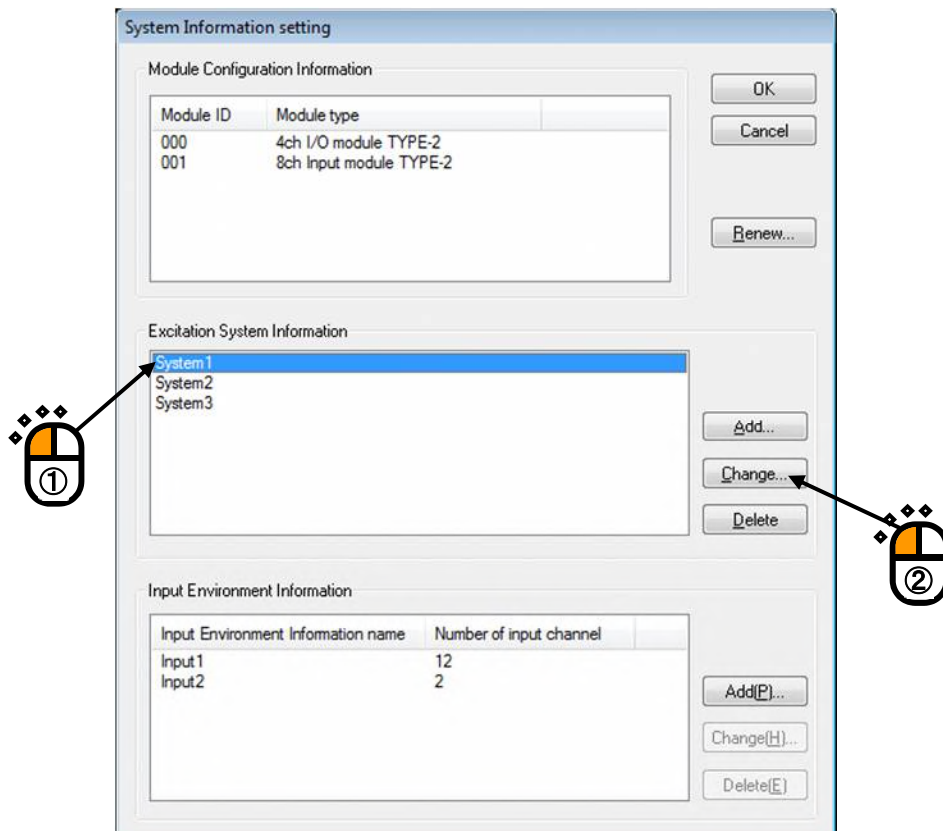 System Information setting
Module Configuration Information
OK
Module ID Module type
Cancel
000 4ch I/O module TYPE-2
001 8ch Input module TYPE-2
Renew...
Excitation System Information
System1
System2
System3
Add...
①
Change...
Delete
②
Input Environment Information
Input Environment Information name Number of input channel
Input1 12
Input2 2
Add(P)...
Change(H)...
Delete(E)